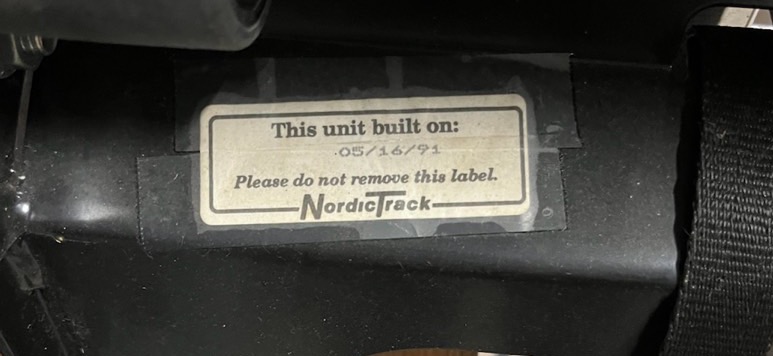 This unit built on:
05/16/91
Please do not remove this label.
NordicTrack